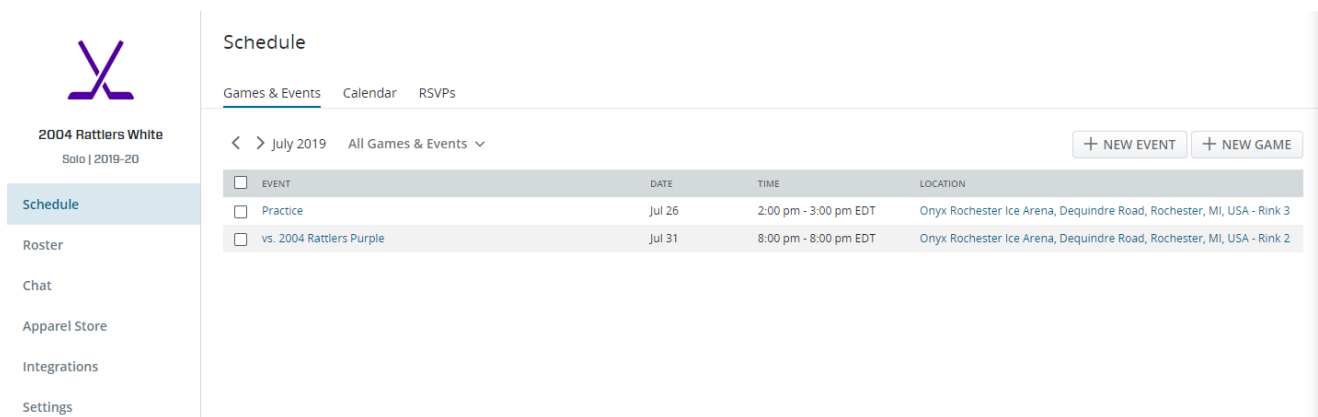 Schedule
Games & Events Calendar RSVPs
2004 Rattlers White
Solo | 2019-20
July 2019 All Games & Events + NEW EVENT + NEW GAME
EVENT DATE TIME LOCATION
Schedule
Practice Jul 26 2:00 pm - 3:00 pm EDT Onyx Rochester Ice Arena, Dequindre Road, Rochester, MI, USA - Rink 3
vs. 2004 Rattlers Purple Jul 31 8:00 pm - 8:00 pm EDT Onyx Rochester Ice Arena, Dequindre Road, Rochester, MI, USA - Rink 2
Roster
Chat
Apparel Store
Integrations
Settings